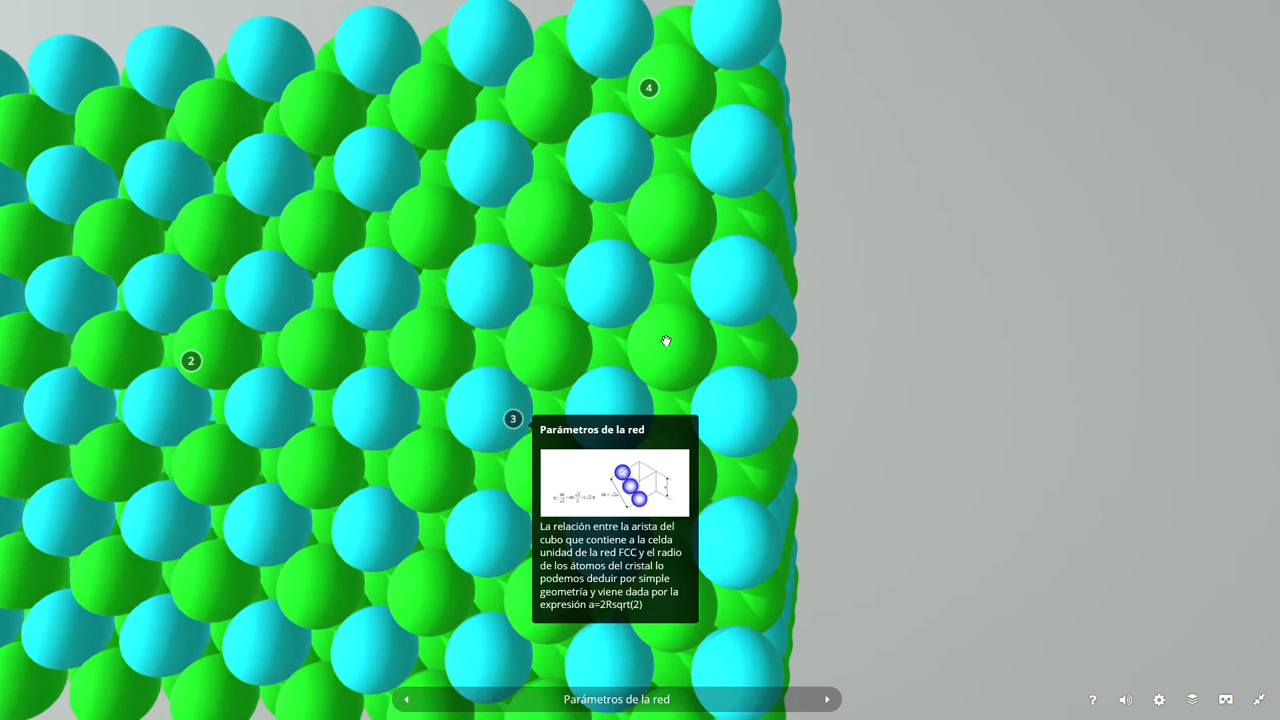 4
2
3
Parámetros de la red
La relación entre la arista del
cubo que contiene a la celda
unidad de la red FCC y el radio
de los átomos del cristal lo
podemos deducir por simple
geometría y viene dada por la
expresión a=2Rsqrt(2)
Parámetros de la red
?